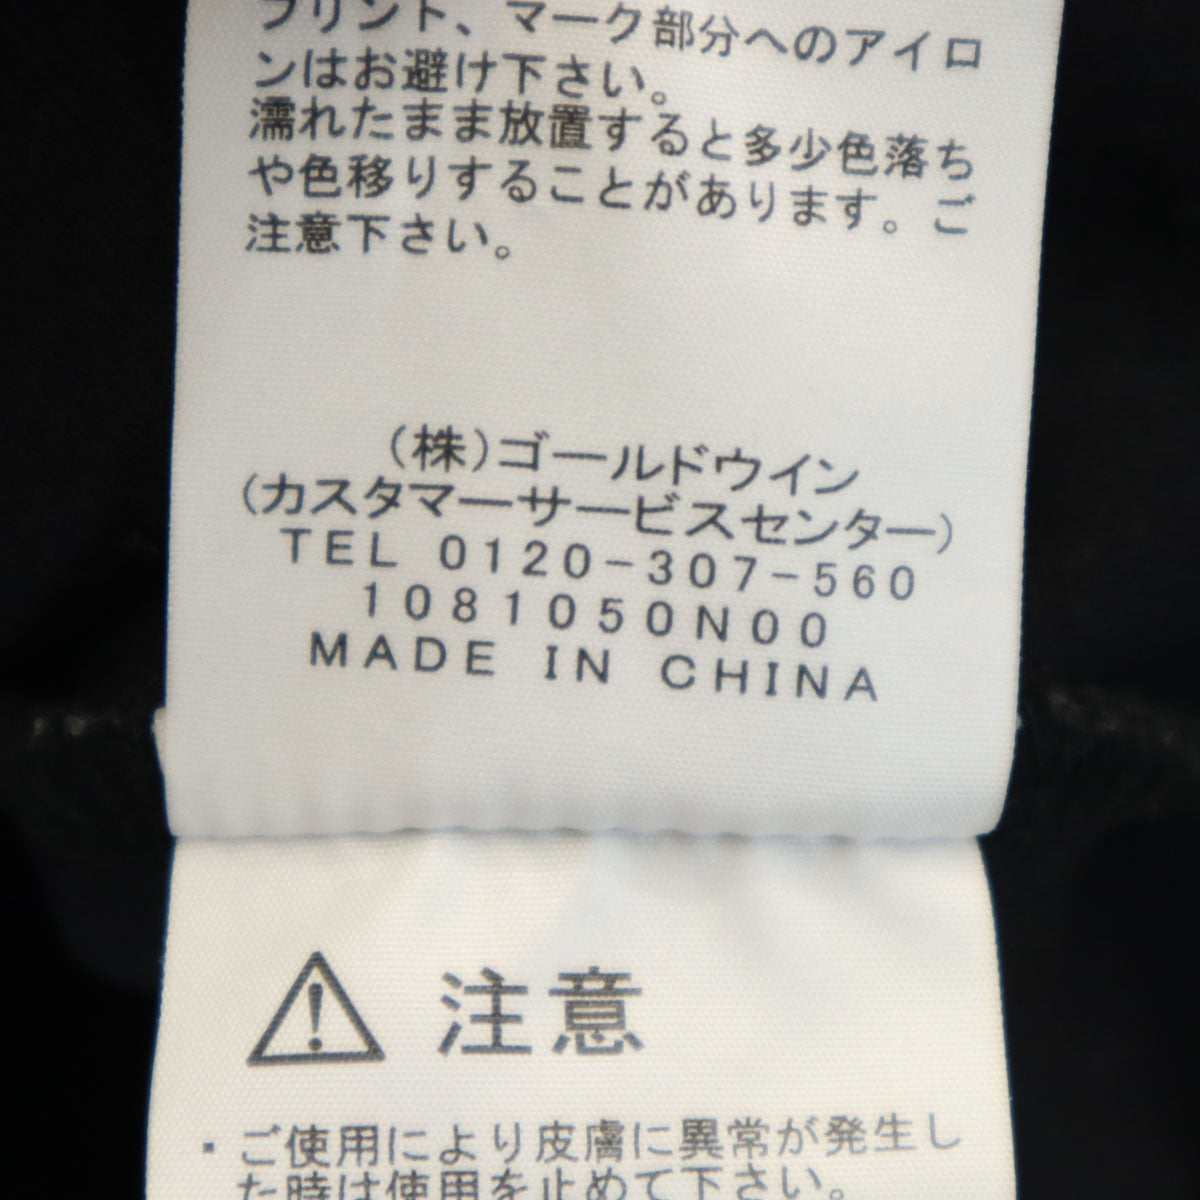 プリント、マーク部分へのアイロ
ンはお避け下さい。
濡れたまま放置すると多少色落ち
や色移りすることがあります。ご
注意下さい。
(株)ゴールドウイン
(カスタマーサービスセンター)
TEL 0120-307-560
1081050N00
MADE IN CHINA
注意
▪ご使用により皮膚に異常が発生し
た時は使用を止めて下さい。